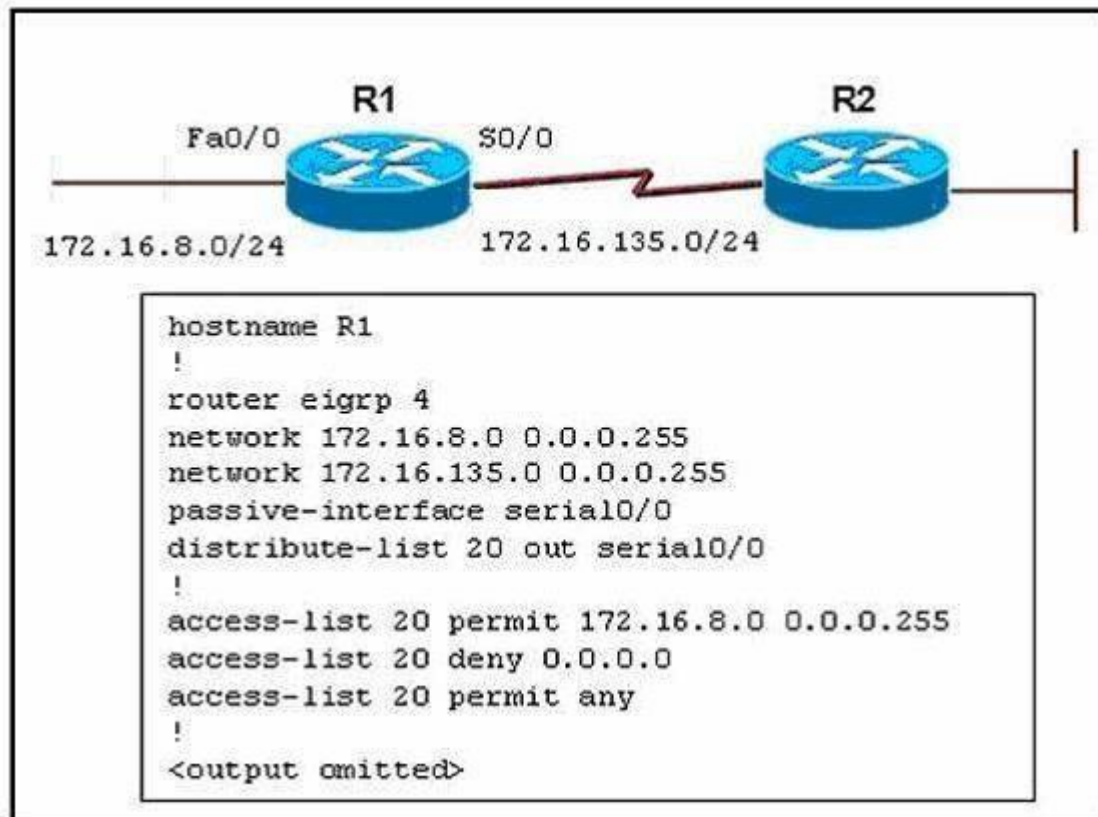 R1
R2
Fa0/0
S0/0
172.16.8.0/24
172.16.135.0/24
hostname R1
!
router eigrp 4
network 172.16.8.0 0.0.0.255
network 172.16.135.0 0.0.0.255
passive-interface serial0/0
distribute-list 20 out serial0/0
!
access-list 20 permit 172.16.8.0 0.0.0.255
access-list 20 deny 0.0.0.0
access-list 20 permit any
!
<output omitted>